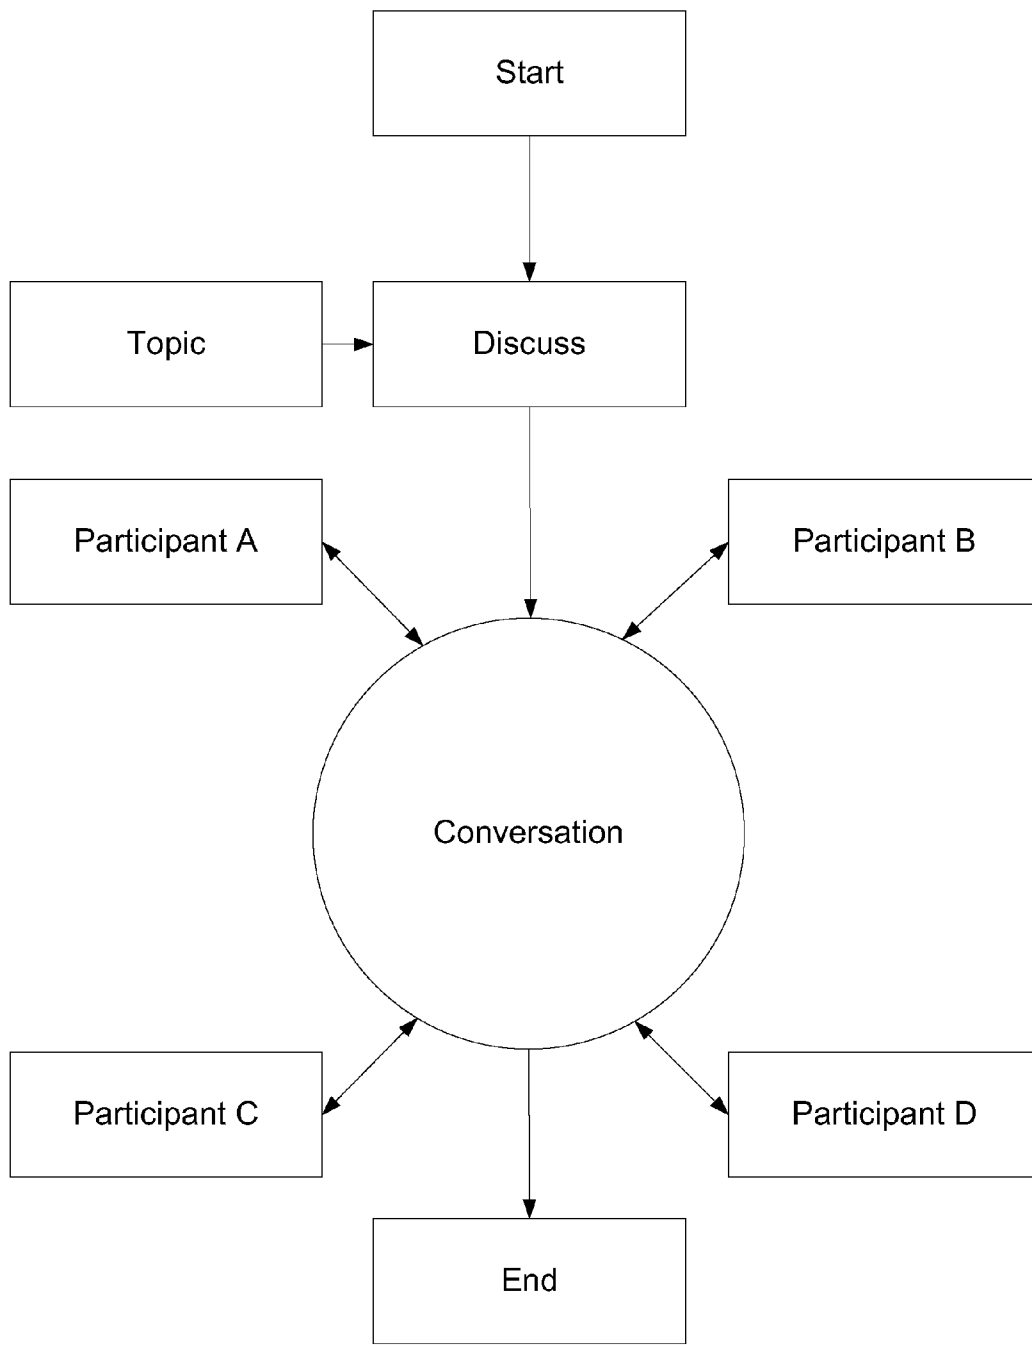 Start
Topic
Discuss
Participant A
Participant B
Conversation
Participant C
Participant D
End